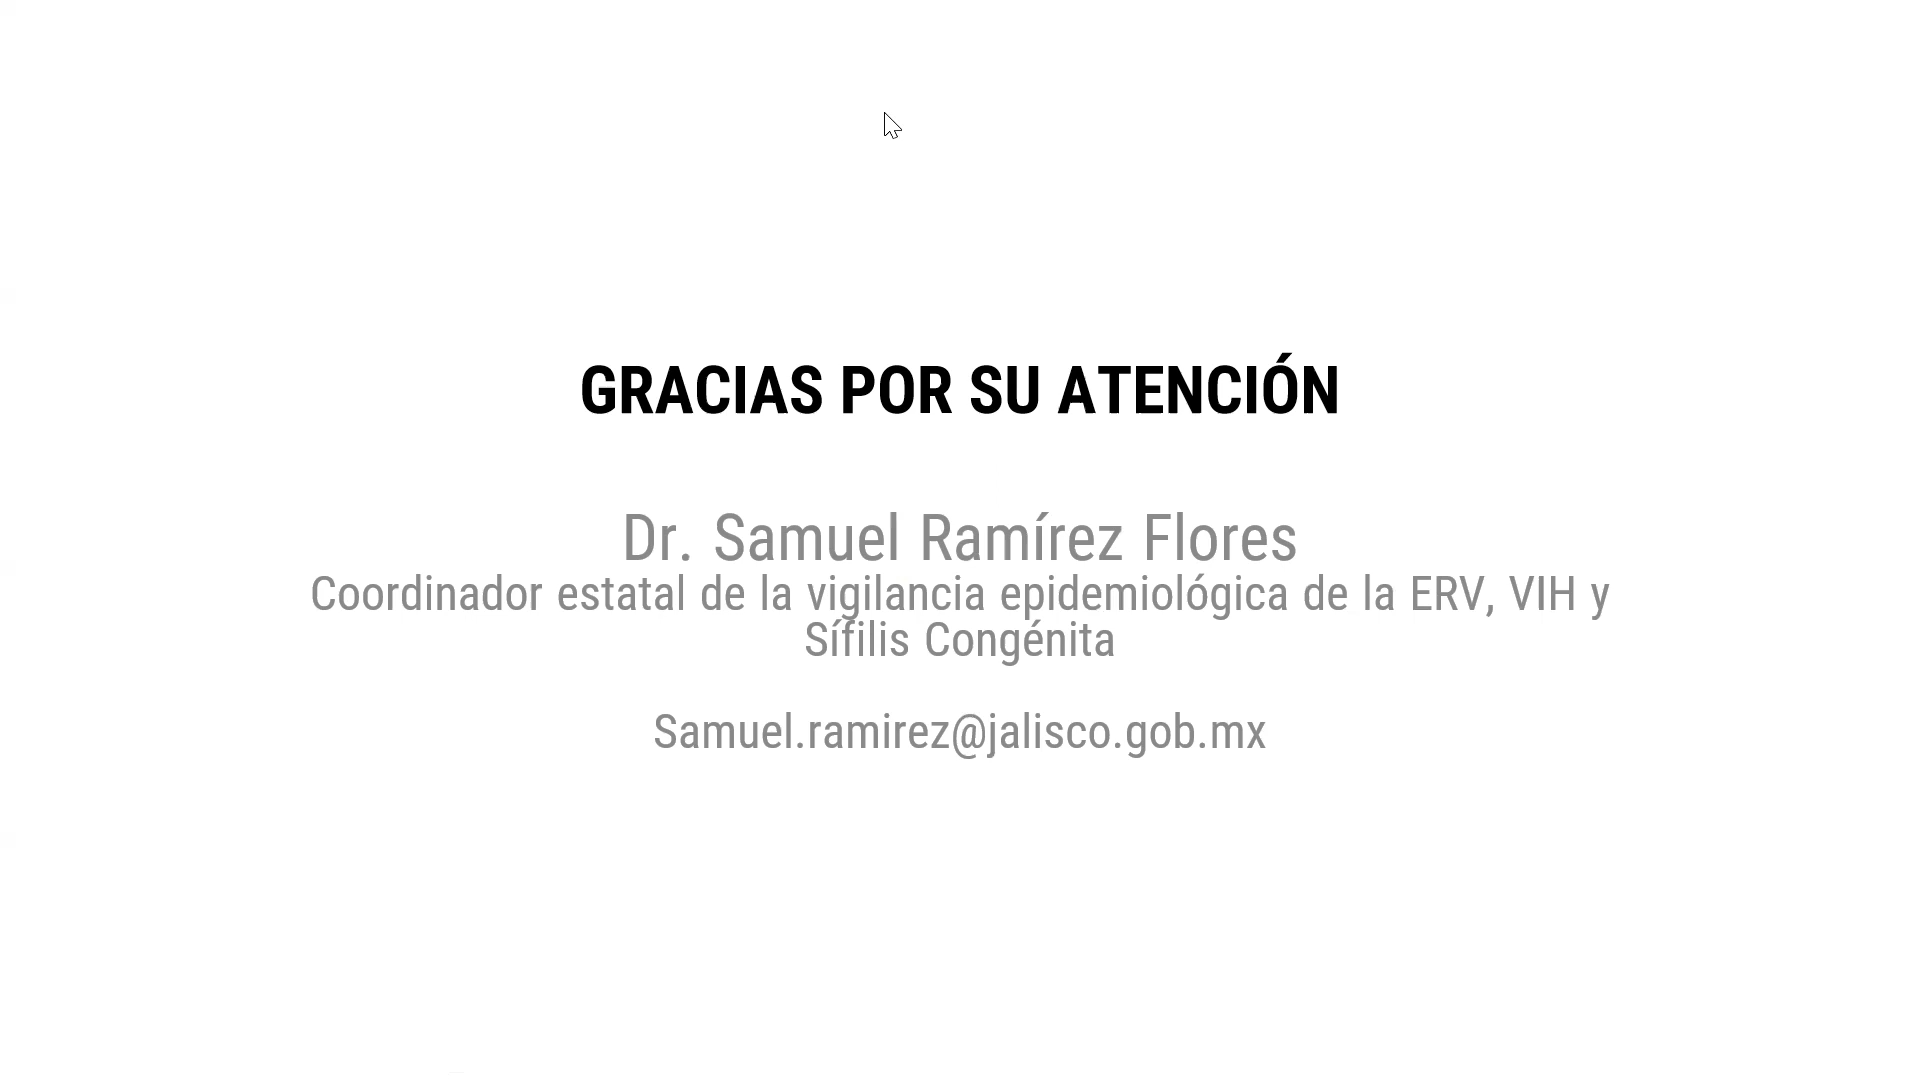 GRACIAS POR SU ATENCIÓN
Dr. Samuel Ramírez Flores
Coordinador estatal de la vigilancia epidemiológica de la ERV, VIH y
Sífilis Congénita
Samuel.ramirez@jalisco.gob.mx